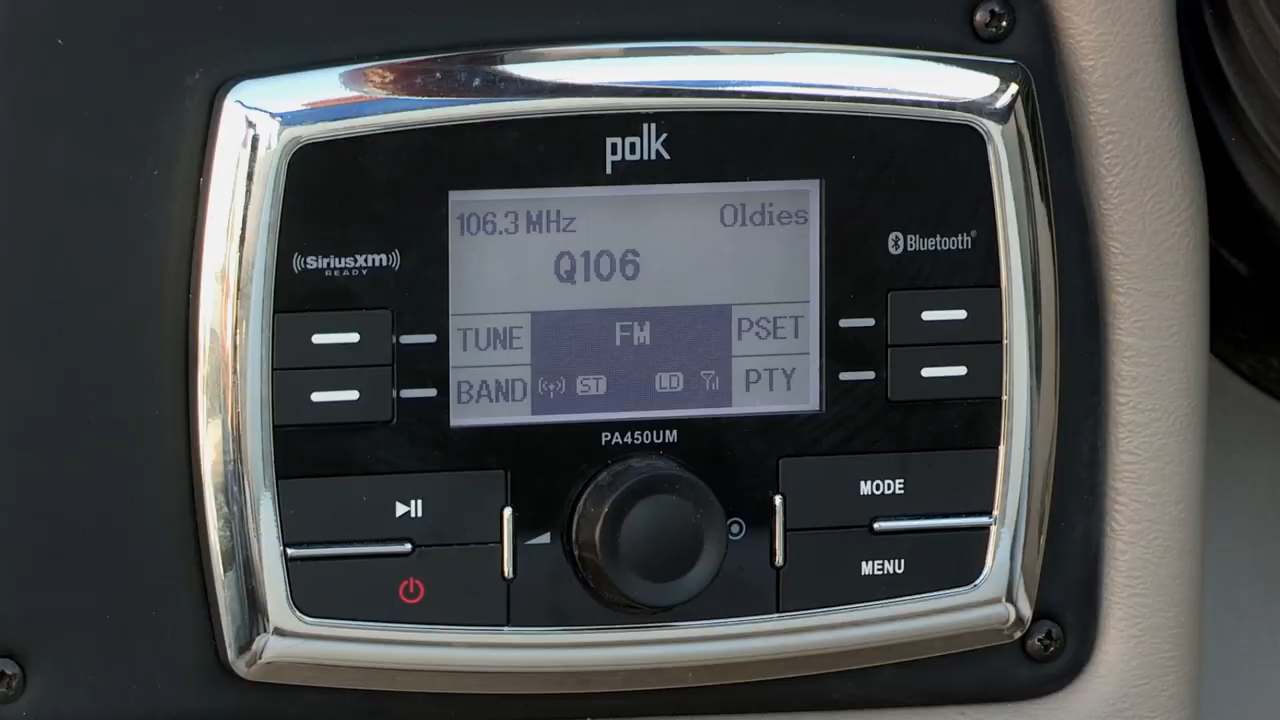 polk
106.3 MHz
Oldies
Q106
SiriusXM
READY
Bluetooth®
TUNE
FM
PSET
BAND
ST
LD
PTY
PA450UM
MODE
MENU